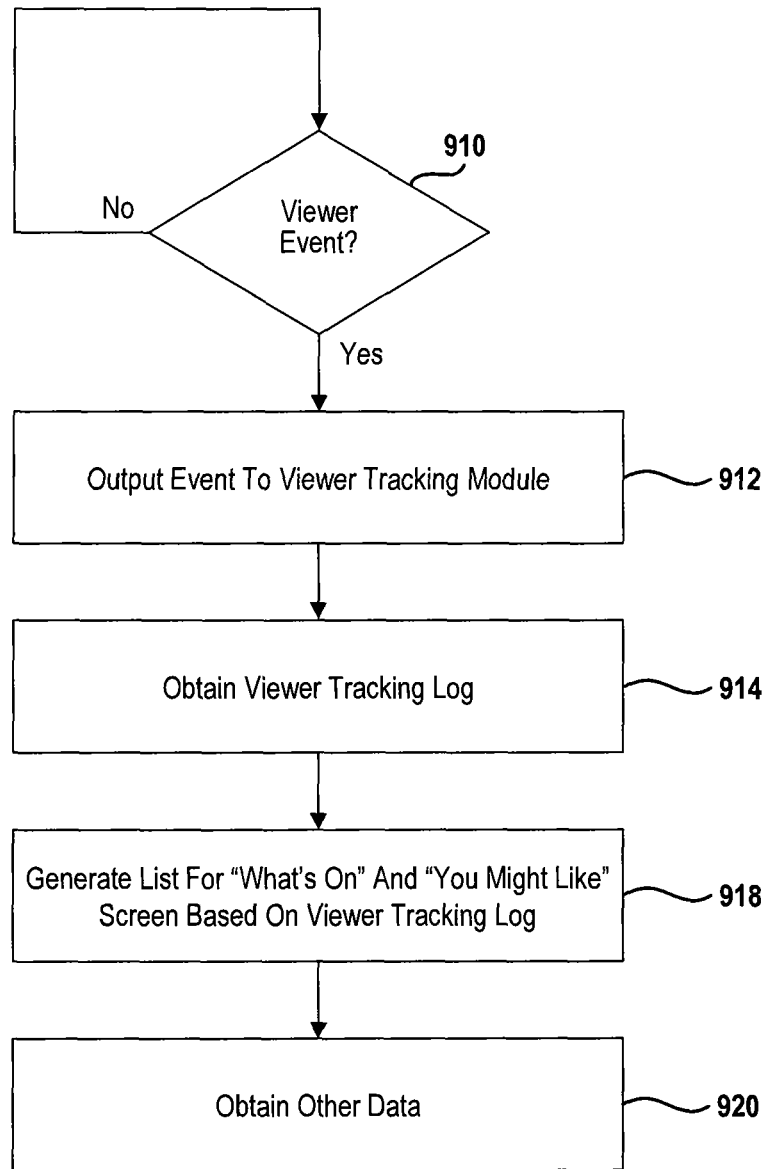 910
No
Viewer
Event?
Yes
Output Event To Viewer Tracking Module
912
Obtain Viewer Tracking Log
914
Generate List For “What's On” And “You Might Like”
Screen Based On Viewer Tracking Log
918
Obtain Other Data
920